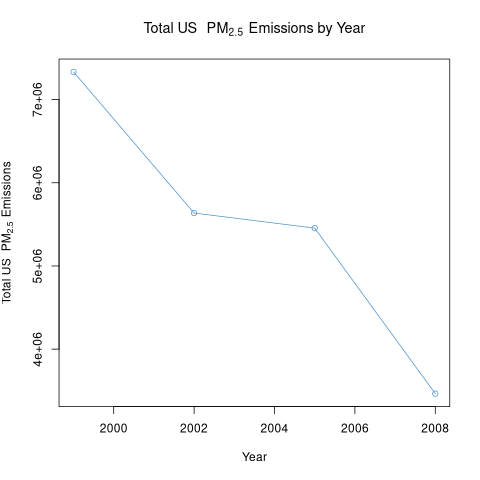 Total US PM2.5 Emissions by Year
Total US PM2.5 Emissions
7e+06
6e+06
5e+06
4e+06
2000 2002 2004 2006 2008
Year